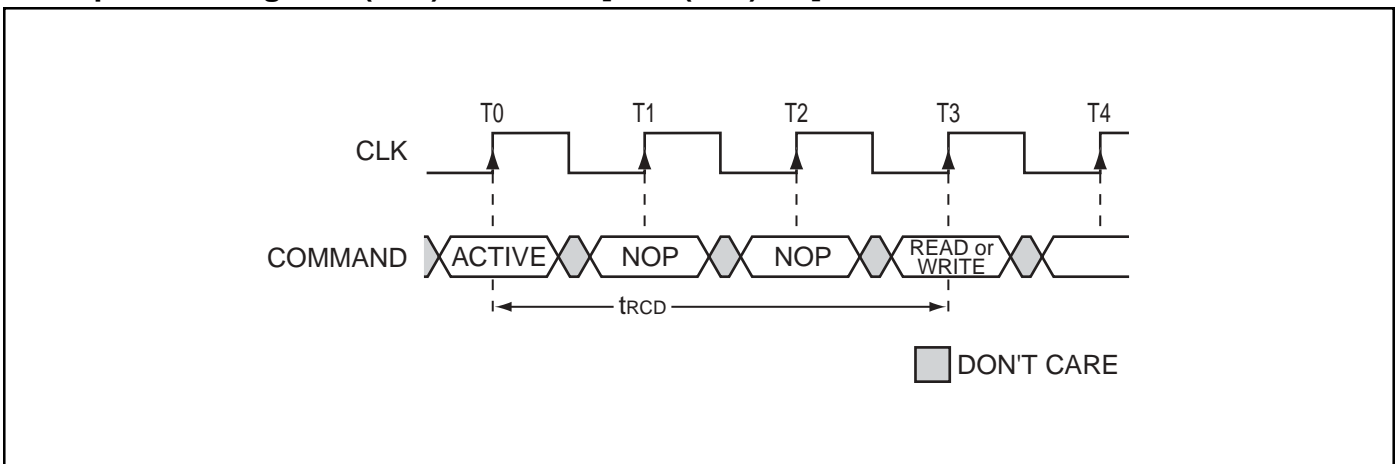 T0 T1 T2 T3 T4
CLK
COMMAND ACTIVE NOP NOP READ or
WRITE
tRCD
DON'T CARE